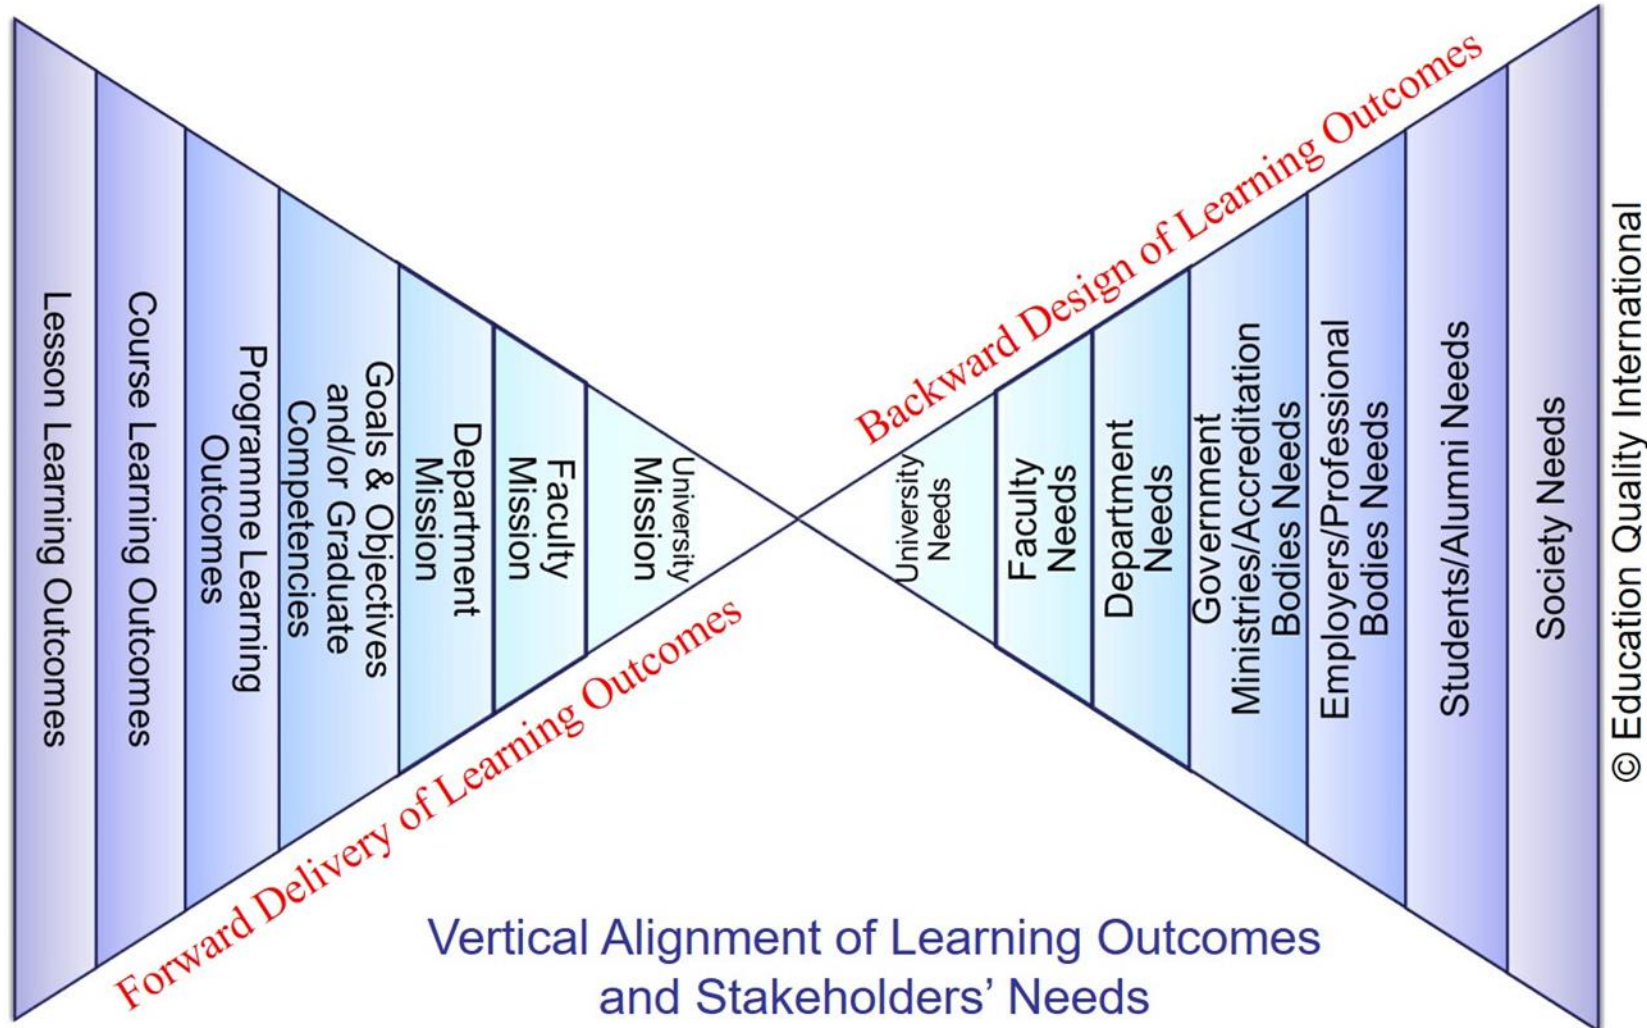 Lesson Learning Outcomes
Course Learning Outcomes
Programme Learning
Outcomes
Goals & Objectives
and/or Graduate
Competencies
Department
Mission
Faculty
Mission
University
Mission
University
Needs
Faculty
Needs
Department
Needs
Government
Ministries/Accreditation
Bodies Needs
Employers/Professional
Bodies Needs
Students/Alumni Needs
Society Needs
Backward Design of Learning Outcomes
Forward Delivery of Learning Outcomes
Vertical Alignment of Learning Outcomes
and Stakeholders’ Needs
© Education Quality International